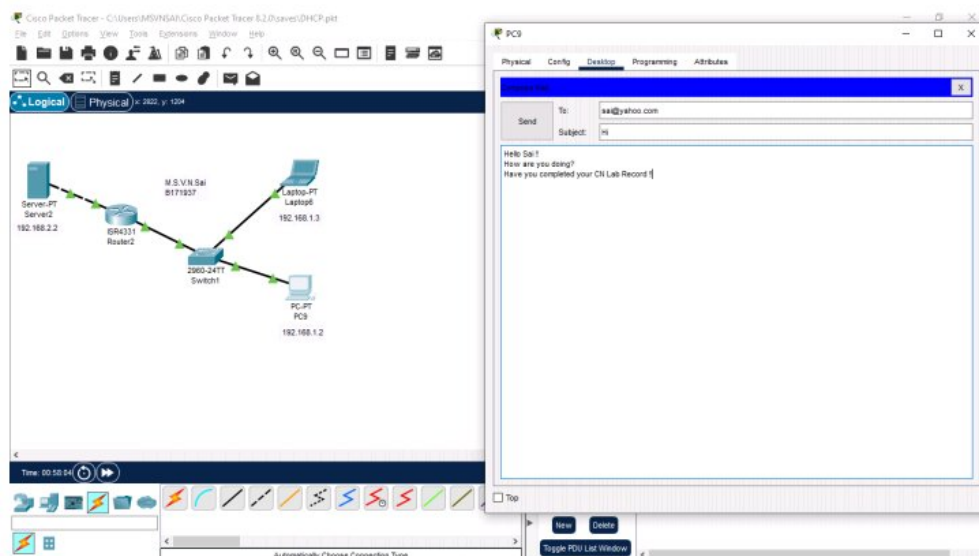 Cisco Packet Tracer - C:\Users\MSVNSAI\Cisco Packet Tracer 8.2.0\saves\DHCP.pkt
File Edit Options View Tools Extensions Window Help
Logical Physical x: 2822, y: 1204
M.S.V.N.Sai
B171937
Server-PT
Server2
192.168.2.2
ISR4331
Router2
2960-24TT
Switch1
Laptop-PT
Laptop6
192.168.1.3
PC-PT
PC9
192.168.1.2
Time: 00:58:04
Automatically Choose Connection Type
PC9
Physical Config Desktop Programming Attributes
X
Send
To: sai@yahoo.com
Subject: Hi
Hello Sai !
How are you doing?
Have you completed your CN Lab Record !
Top
New Delete
Toggle PDU List Window